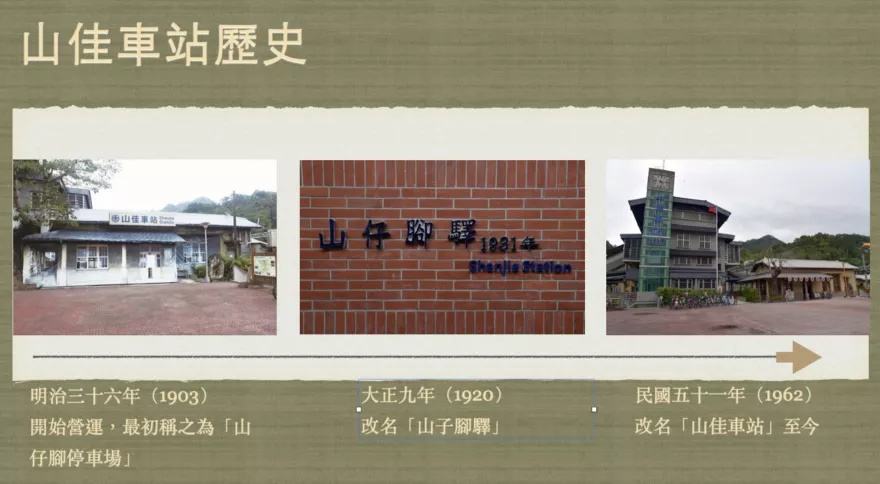 山佳車站歷史
山佳車站
山仔腳驛
1931年
Shanjia Station
明治三十六年（1903）
開始營運，最初稱之為「山
仔腳停車場」
大正九年（1920）
改名「山子腳驛」
民國五十一年（1962）
改名「山佳車站」至今